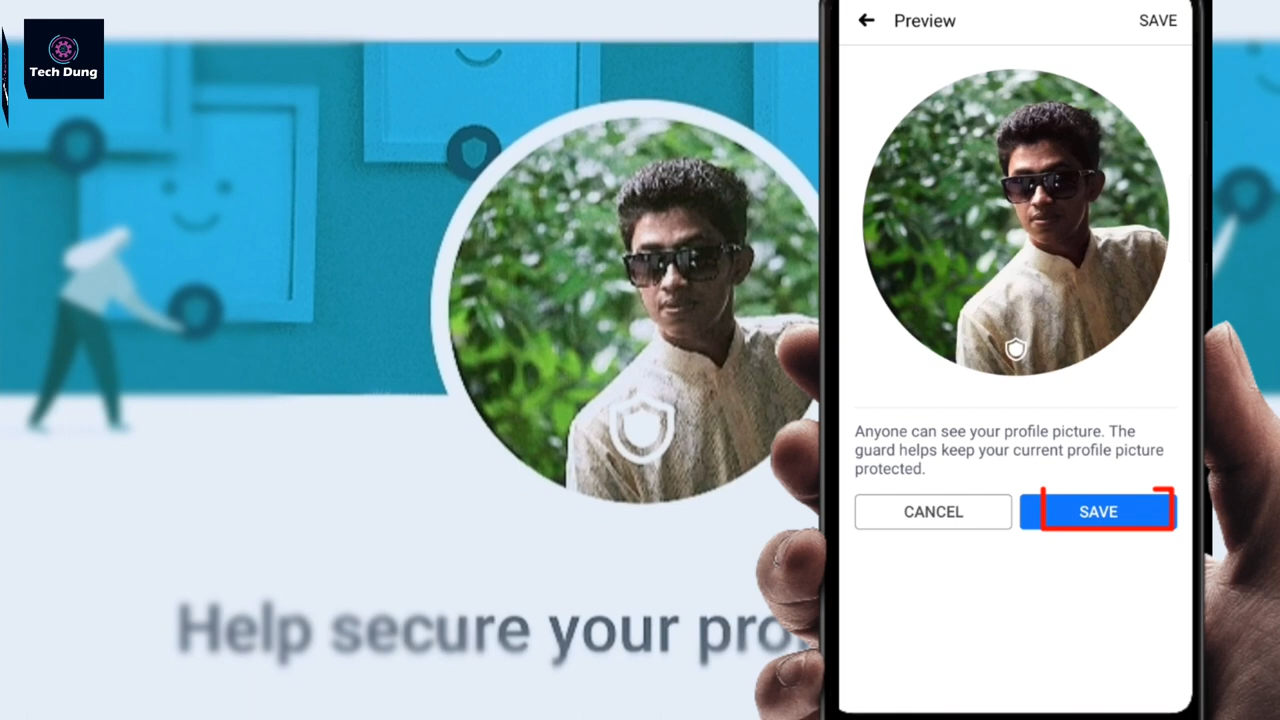 Tech Dung
Preview
SAVE
Anyone can see your profile picture. The
guard helps keep your current profile picture
protected.
CANCEL
SAVE
Help secure your pro